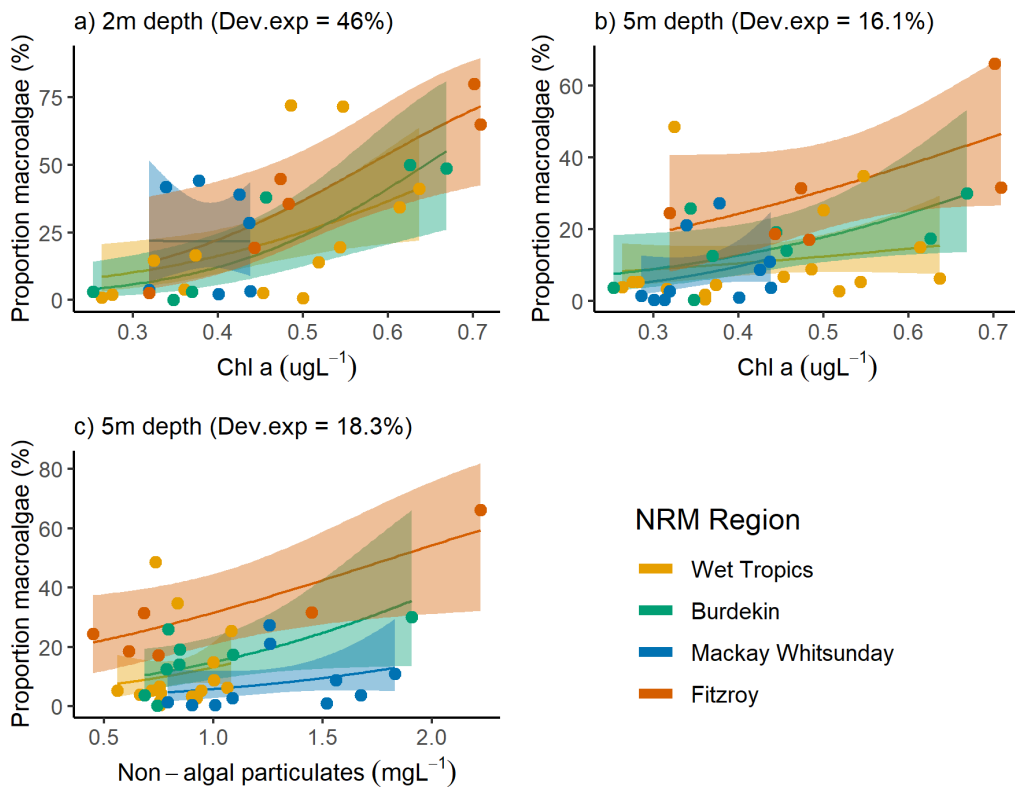 a) 2m depth (Dev.exp = 46%)
Proportion macroalgae (%)
75
50
25
0
0.3 0.4 0.5 0.6 0.7
Chl a (ugL⁻¹)
b) 5m depth (Dev.exp = 16.1%)
Proportion macroalgae (%)
60
40
20
0
0.3 0.4 0.5 0.6 0.7
Chl a (ugL⁻¹)
c) 5m depth (Dev.exp = 18.3%)
Proportion macroalgae (%)
80
60
40
20
0
0.5 1.0 1.5 2.0
Non – algal particulates (mgL⁻¹)
NRM Region
Wet Tropics
Burdekin
Mackay Whitsunday
Fitzroy